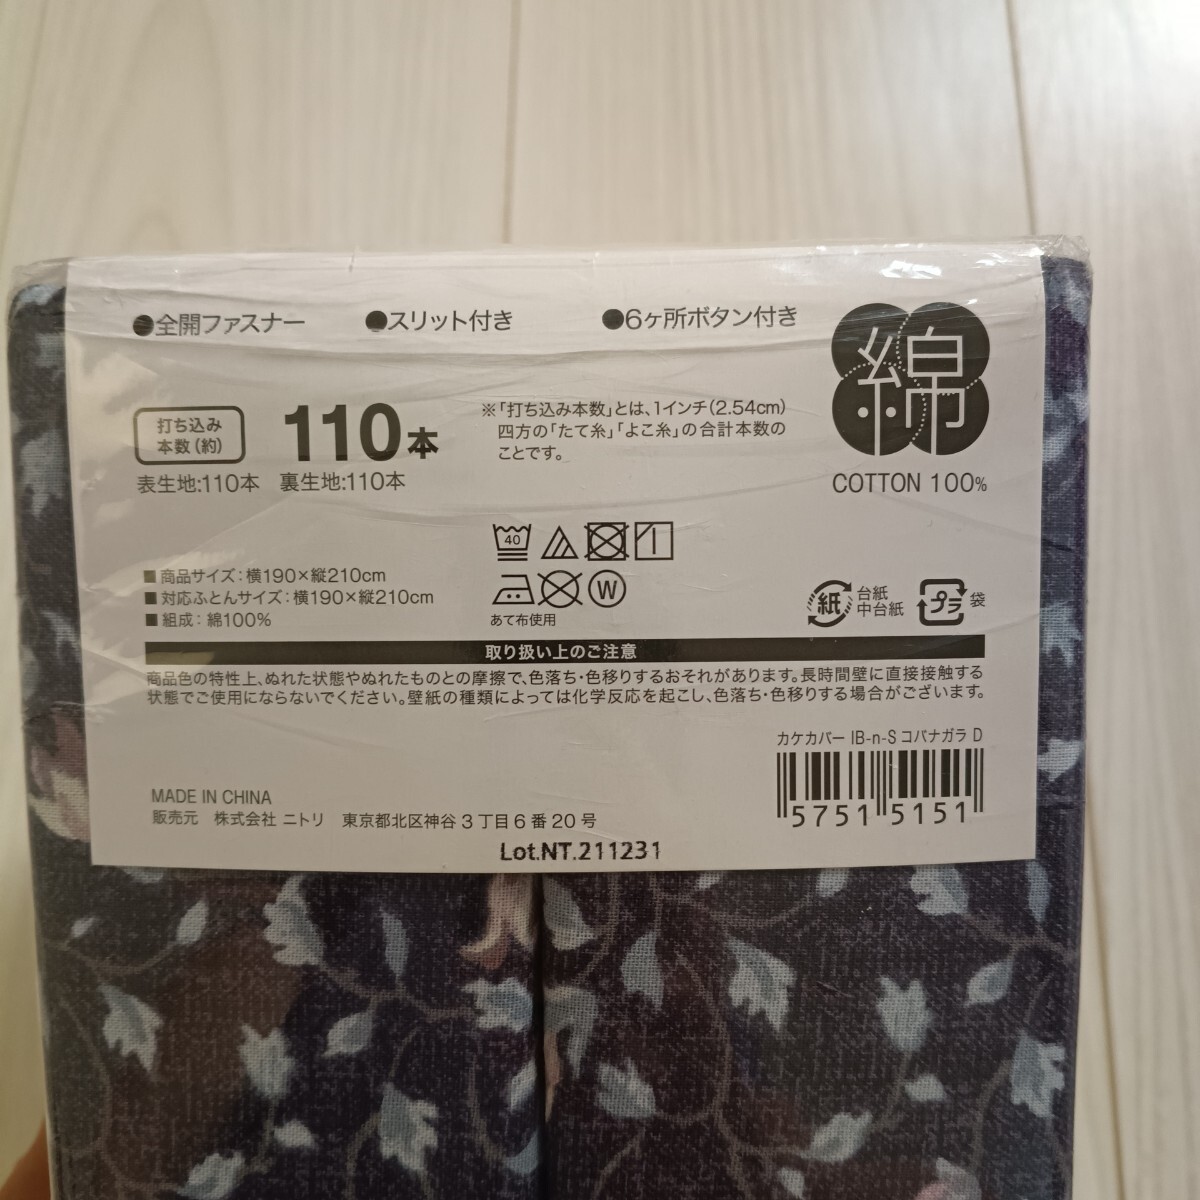 ●全開ファスナー ●スリット付き ●6ヶ所ボタン付き
綿
COTTON 100%
打ち込み
本数(約)
110本
表生地:110本 裏生地:110本
※「打ち込み本数」とは、1インチ(2.54cm)
四方の「たて糸」「よこ糸」の合計本数の
ことです。
40
W
あて布使用
■商品サイズ:横190×縦210cm
■対応ふとんサイズ:横190×縦210cm
■組成:綿100%
紙 台紙
中台紙
プラ 袋
取り扱い上のご注意
商品色の特性上、ぬれた状態やぬれたものとの摩擦で、色落ち・色移りするおそれがあります。長時間壁に直接接触する
状態でご使用にならないでください。壁紙の種類によっては化学反応を起こし、色落ち・色移りする場合がございます。
カケカバー IB-n-S コバナガラ D
5751 5151
MADE IN CHINA
販売元 株式会社 ニトリ 東京都北区神谷3丁目6番20号
Lot.NT.211231